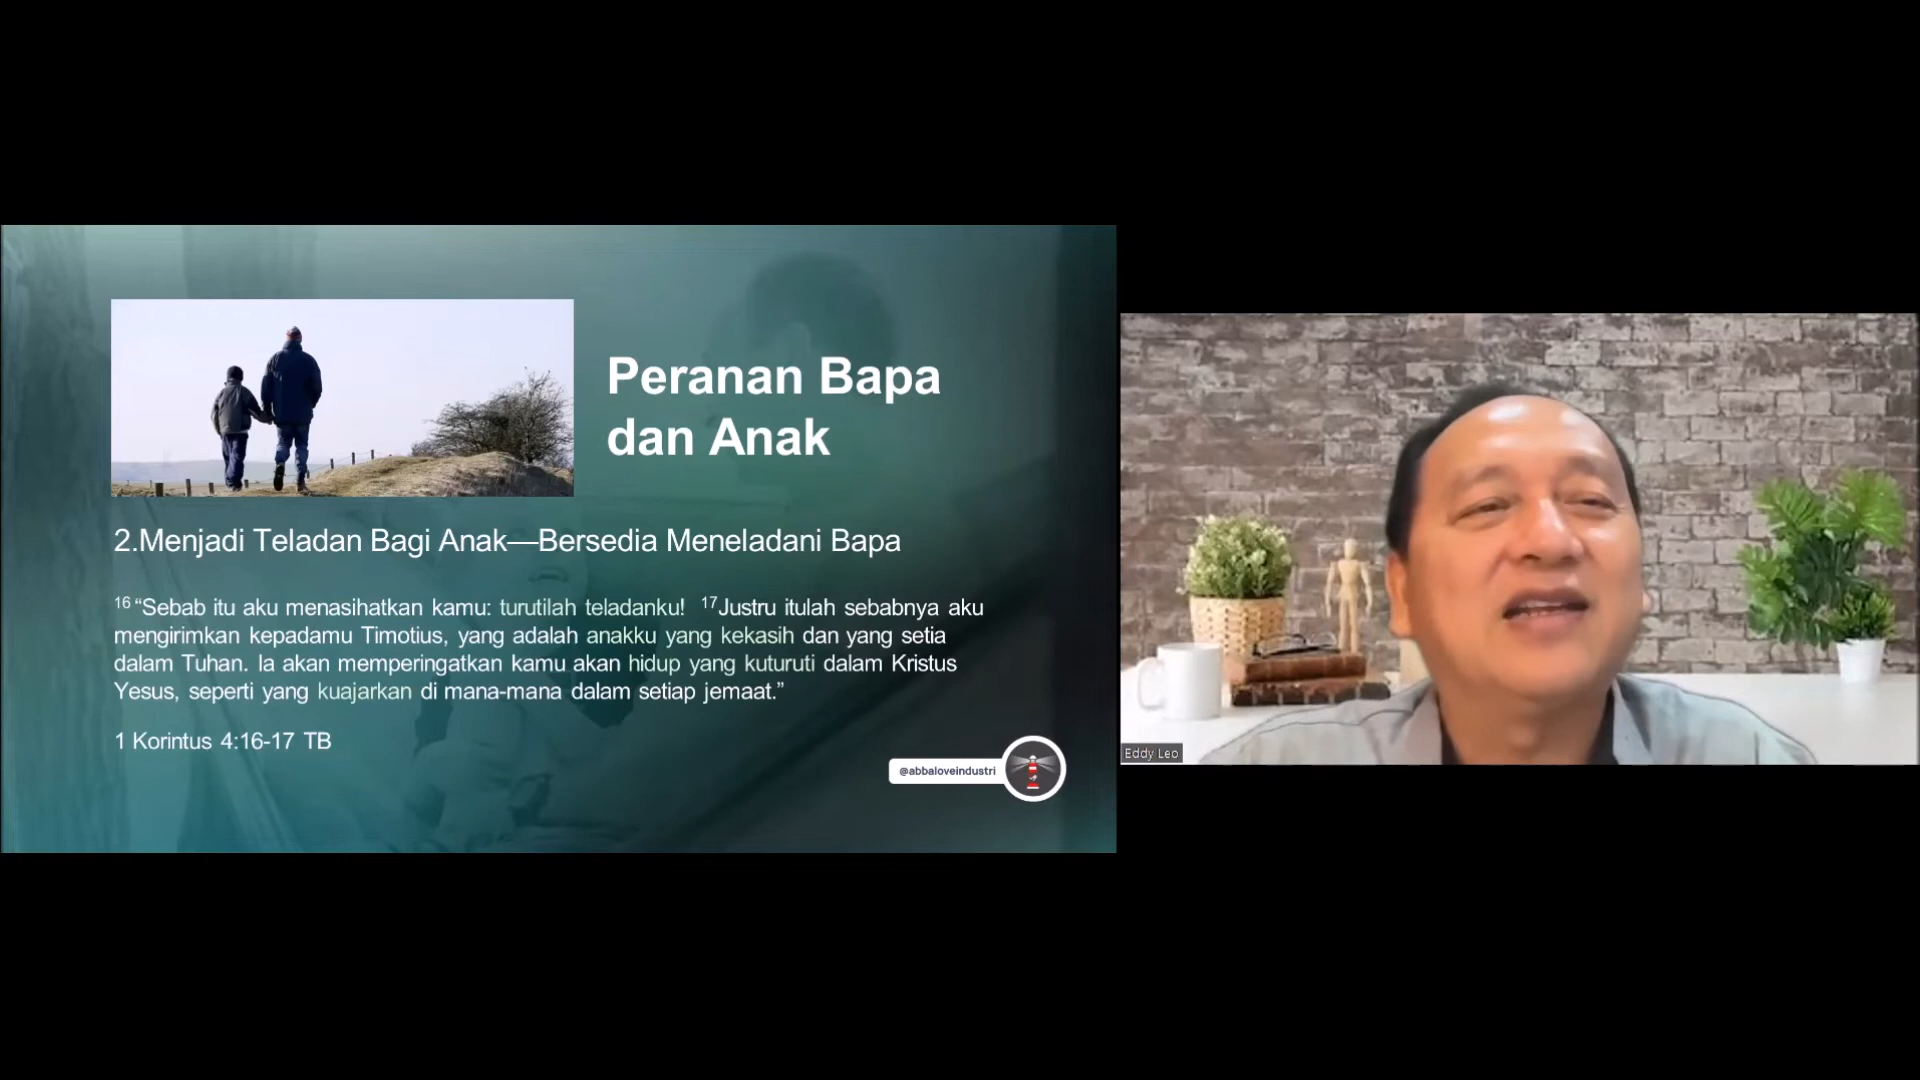 Peranan Bapa
dan Anak
2.Menjadi Teladan Bagi Anak—Bersedia Meneladani Bapa
16 “Sebab itu aku menasihatkan kamu: turutilah teladanku! 17Justru itulah sebabnya aku
mengirimkan kepadamu Timotius, yang adalah anakku yang kekasih dan yang setia
dalam Tuhan. Ia akan memperingatkan kamu akan hidup yang kuturuti dalam Kristus
Yesus, seperti yang kuajarkan di mana-mana dalam setiap jemaat.”
1 Korintus 4:16-17 TB
@abbaloveindustri
Eddy Leo